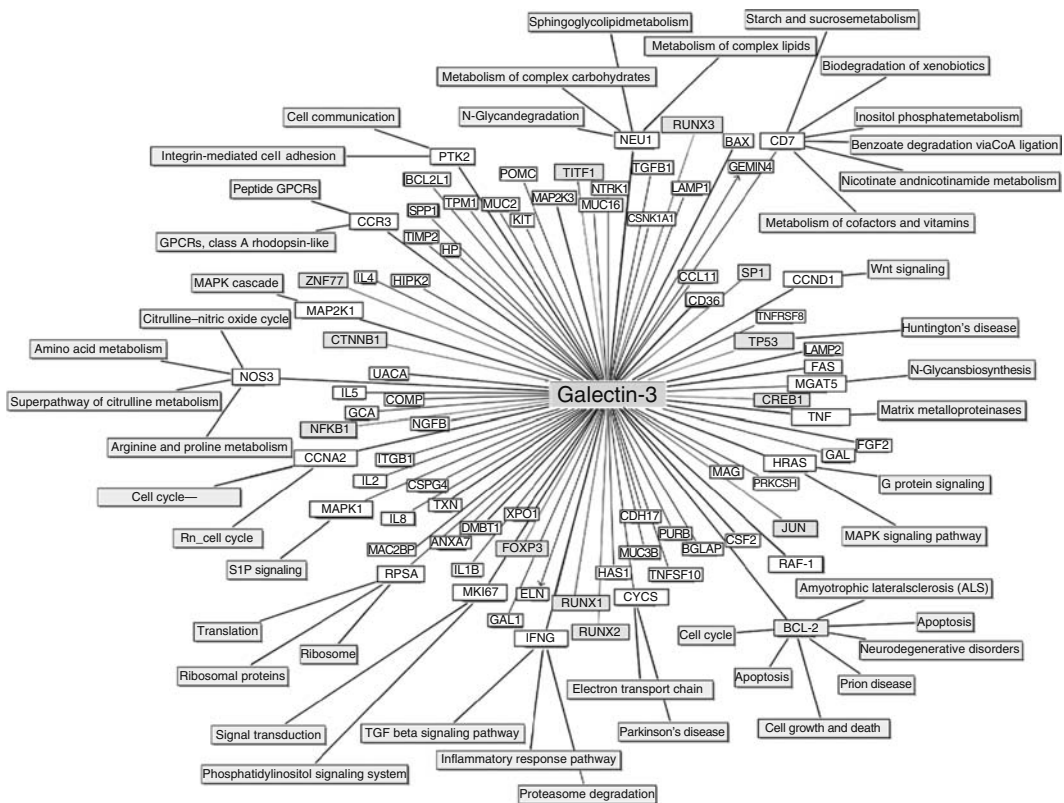 Sphingoglycolipidmetabolism
Starch and sucrosemetabolism
Metabolism of complex lipids
Biodegradation of xenobiotics
Metabolism of complex carbohydrates
N-Glycandegradation
Cell communication
Integrin-mediated cell adhesion
PTK2
NEU1
RUNX3
BAX
CD7
Inositol phosphatemetabolism
Benzoate degradation viaCoA ligation
Nicotinate andnicotinamide metabolism
Metabolism of cofactors and vitamins
Peptide GPCRs
GPCRs, class A rhodopsin-like
CCR3
BCL2L1
SPP1
TIMP2
TPM1
HP
MUC2
POMC
KIT
MAP2K3
TITF1
NTRK1
MUC16
TGFB1
LAMP1
CSNK1A1
GEMIN4
ZNF77
IL4
HIPK2
CCL11
SP1
CD36
CCND1
Wnt signaling
MAPK cascade
MAP2K1
Citrulline–nitric oxide cycle
CTNNB1
TNFRSF8
TP53
Huntington's disease
Amino acid metabolism
NOS3
UACA
LAMP2
FAS
MGAT5
N-Glycansbiosynthesis
Superpathway of citrulline metabolism
IL5
COMP
Galectin-3
CREB1
TNF
Matrix metalloproteinases
GCA
NFKB1
NGFB
Arginine and proline metabolism
CCNA2
ITGB1
FGF2
GAL
HRAS
MAG
PRKCSH
G protein signaling
Cell cycle—
IL2
CSPG4
MAPK1
TXN
IL8
XPO1
CDH17
JUN
MAPK signaling pathway
Rn_cell cycle
DMBT1
ANXA7
MAC2BP
FOXP3
PURB
MUC3B
BGLAP
CSF2
RAF-1
S1P signaling
RPSA
IL1B
MKI67
ELN
GAL1
IFNG
RUNX1
RUNX2
HAS1
CYCS
TNFSF10
Amyotrophic lateralsclerosis (ALS)
Translation
Ribosome
Ribosomal proteins
Cell cycle
BCL-2
Apoptosis
Neurodegenerative disorders
Apoptosis
Prion disease
Electron transport chain
Cell growth and death
Signal transduction
TGF beta signaling pathway
Parkinson's disease
Inflammatory response pathway
Phosphatidylinositol signaling system
Proteasome degradation